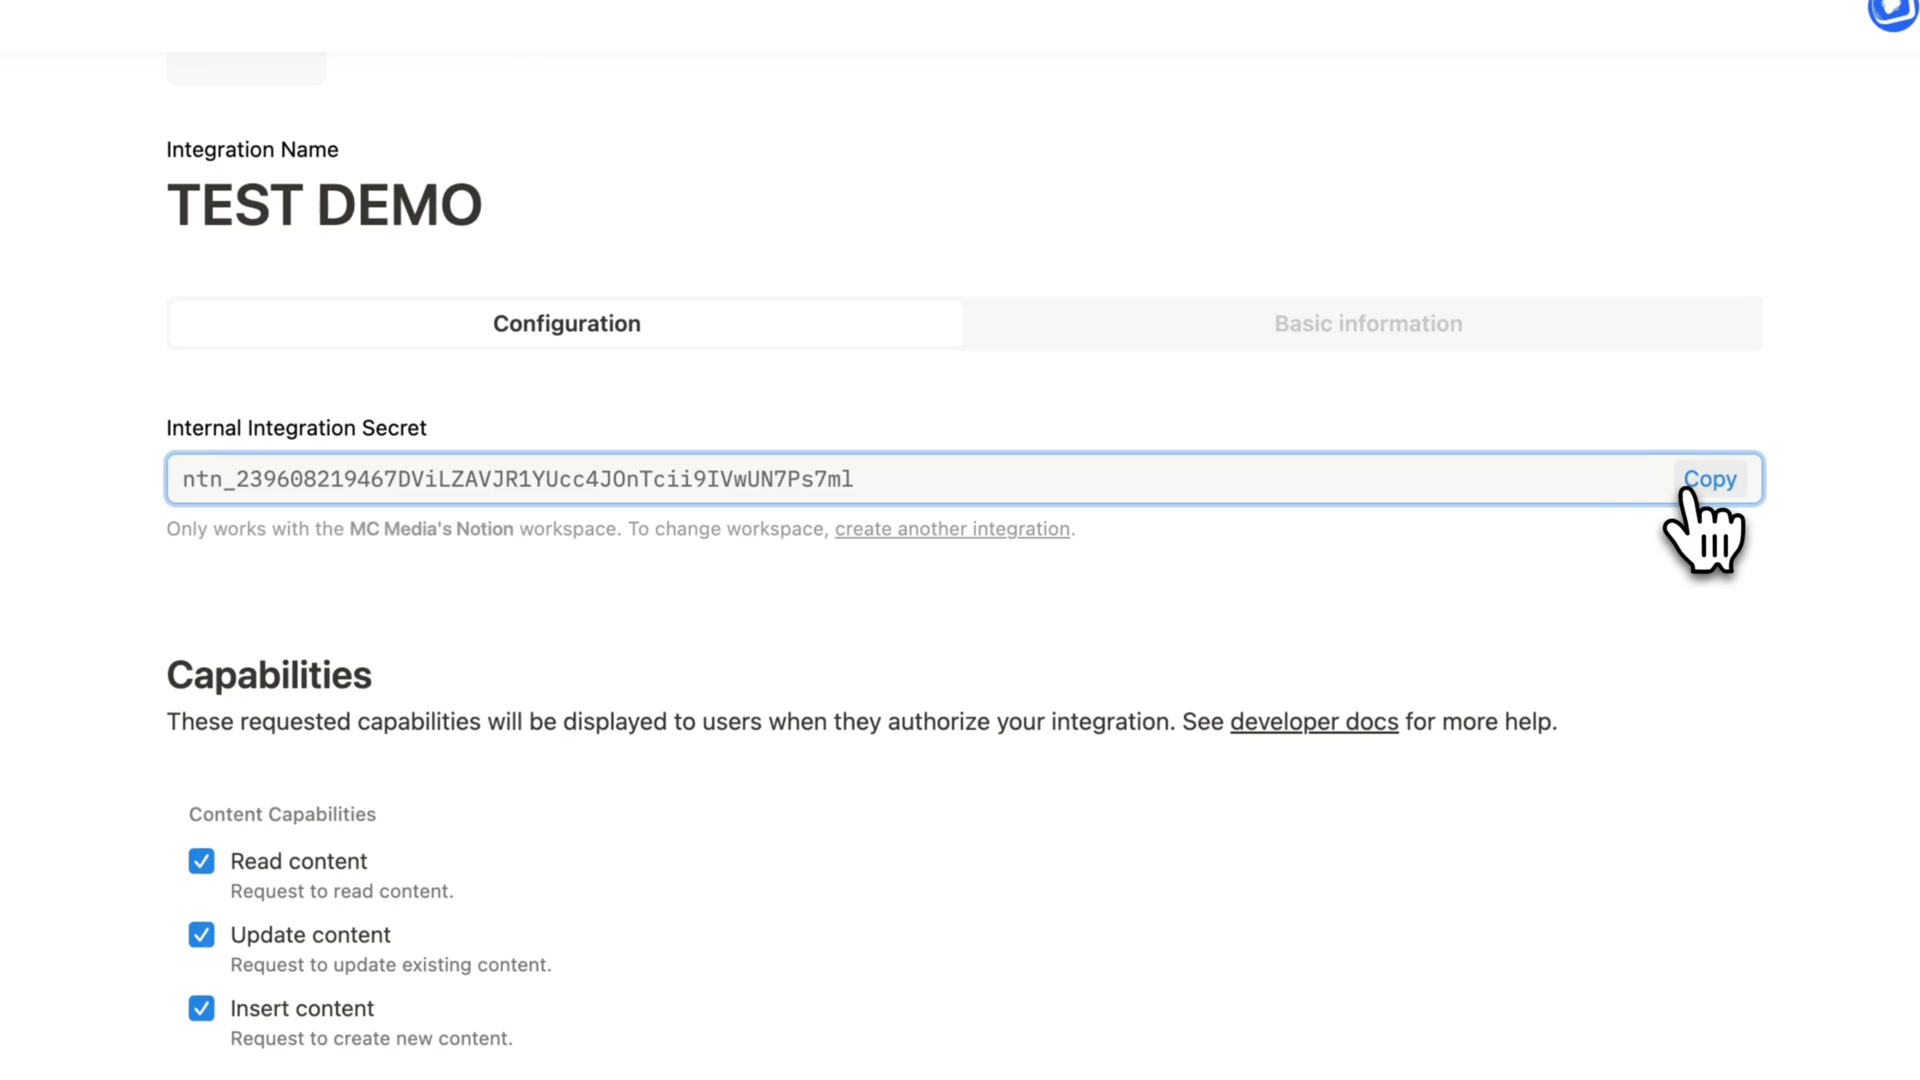 Integration Name
TEST DEMO
Configuration
Basic information
Internal Integration Secret
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
Copy
Only works with the MC Media's Notion workspace. To change workspace, create another integration.
Capabilities
These requested capabilities will be displayed to users when they authorize your integration. See developer docs for more help.
Content Capabilities
Read content
Request to read content.
Update content
Request to update existing content.
Insert content
Request to create new content.